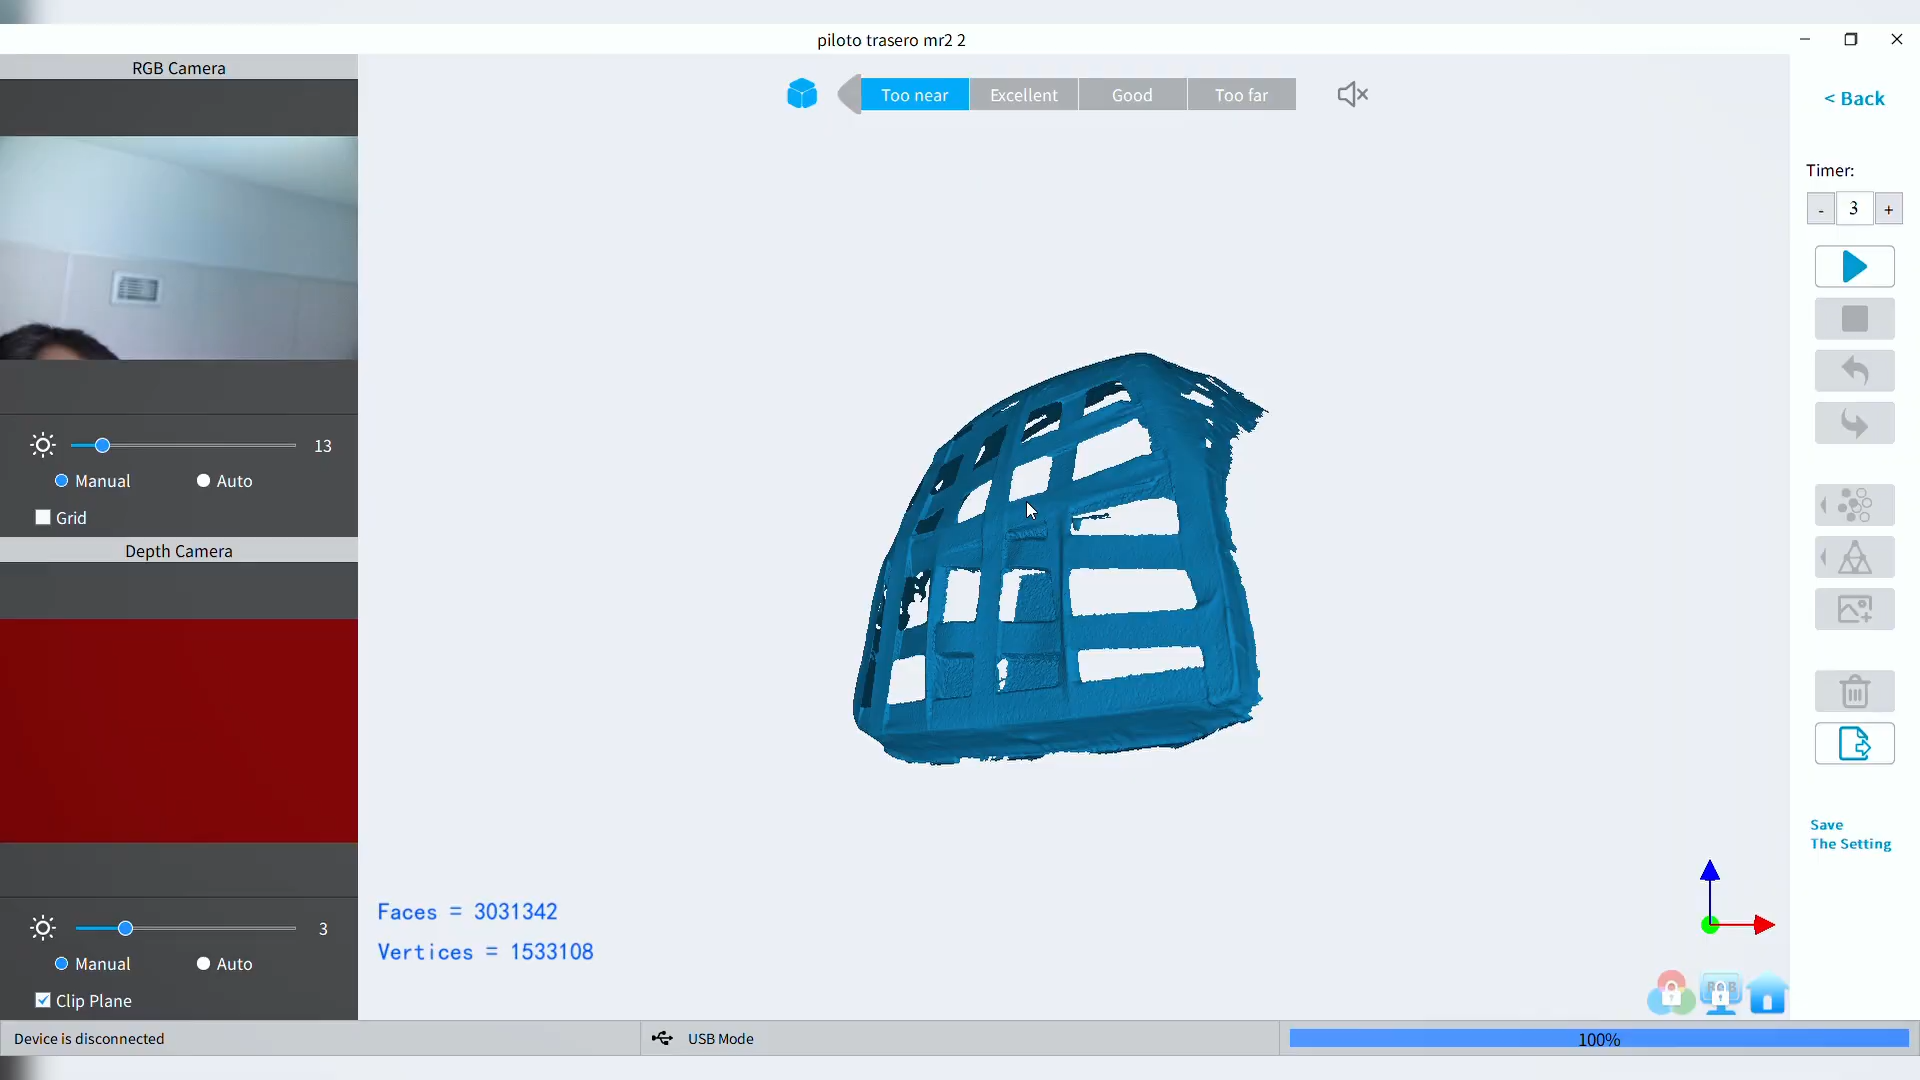 piloto trasero mr2 2
RGB Camera
Too near
Excellent
Good
Too far
< Back
Timer:
- 3 +
13
Manual
Auto
Grid
Depth Camera
3
Manual
Auto
Clip Plane
Faces = 3031342
Vertices = 1533108
Save
The Setting
RGB
Device is disconnected
USB Mode
100%